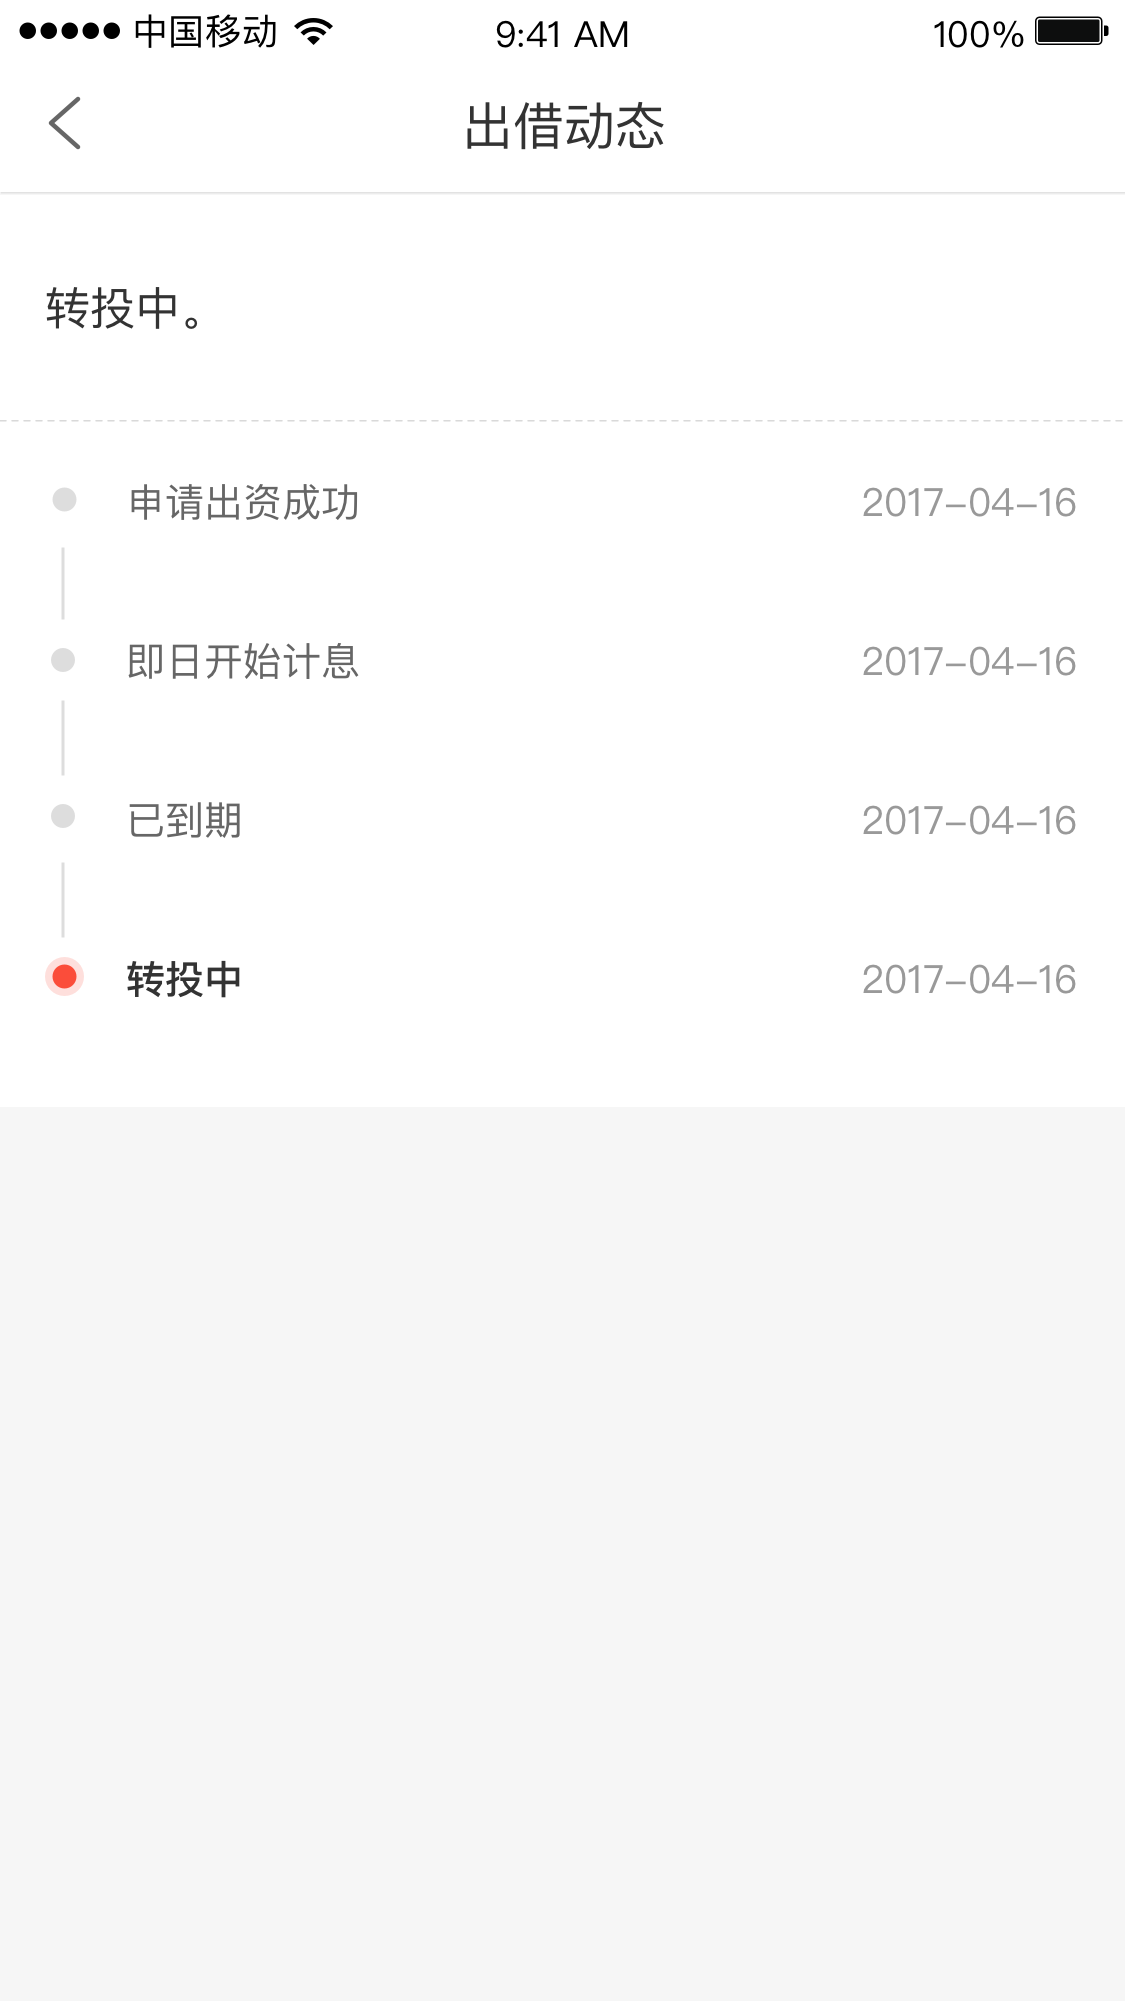 中国移动 9:41 AM 100%
出借动态
转投中。
申请出资成功 2017-04-16
即日开始计息 2017-04-16
已到期 2017-04-16
转投中 2017-04-16